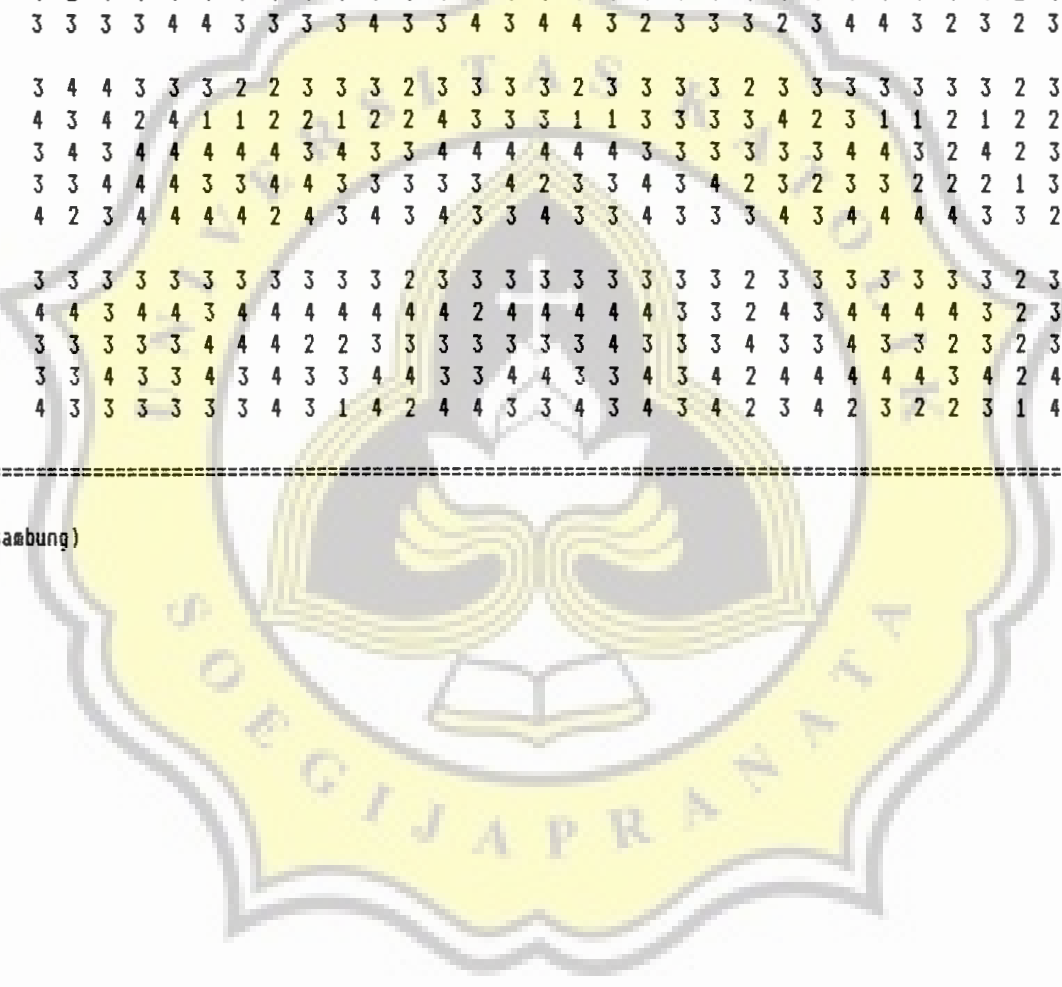 3 3 3 3 4 4 3 3 3 3 4 3 3 4 3 4 4 3 2 3 3 3 2 3 4 4 3 2 3 2 3
3 4 4 3 3 3 2 2 3 3 3 2 3 3 3 3 2 3 3 3 3 2 3 3 3 3 3 3 3 2 3
4 3 4 2 4 1 1 2 2 1 2 2 4 3 3 3 1 1 3 3 3 3 4 2 3 1 1 2 1 2 2
3 4 3 4 4 4 4 4 3 4 3 3 4 4 4 4 4 4 3 3 3 3 3 3 4 4 3 2 4 2 3
3 3 4 4 4 3 3 4 4 3 3 3 3 3 4 2 3 3 4 3 4 2 3 2 3 3 2 2 2 1 3
4 2 3 4 4 4 4 2 4 3 4 3 4 3 3 4 3 3 4 3 3 3 4 3 4 4 4 4 3 3 2
3 3 3 3 3 3 3 3 3 3 3 2 3 3 3 3 3 3 3 3 3 2 3 3 3 3 3 3 3 2 3
4 4 3 4 4 3 4 4 4 4 4 4 4 2 4 4 4 4 4 3 3 2 4 3 4 4 4 4 3 2 3
3 3 3 3 3 4 4 4 2 2 3 3 3 3 3 3 3 4 3 3 3 4 3 3 4 3 3 2 3 2 3
3 3 4 3 3 4 3 4 3 3 4 4 3 3 4 4 3 3 4 3 4 2 4 4 4 4 4 3 4 2 4
4 3 3 3 3 3 3 4 3 1 4 2 4 4 3 3 4 3 4 3 4 2 3 4 2 3 2 2 3 1 4
ambung)
UNIVERSITAS KATOLIK
SOEGIJAPRANATA